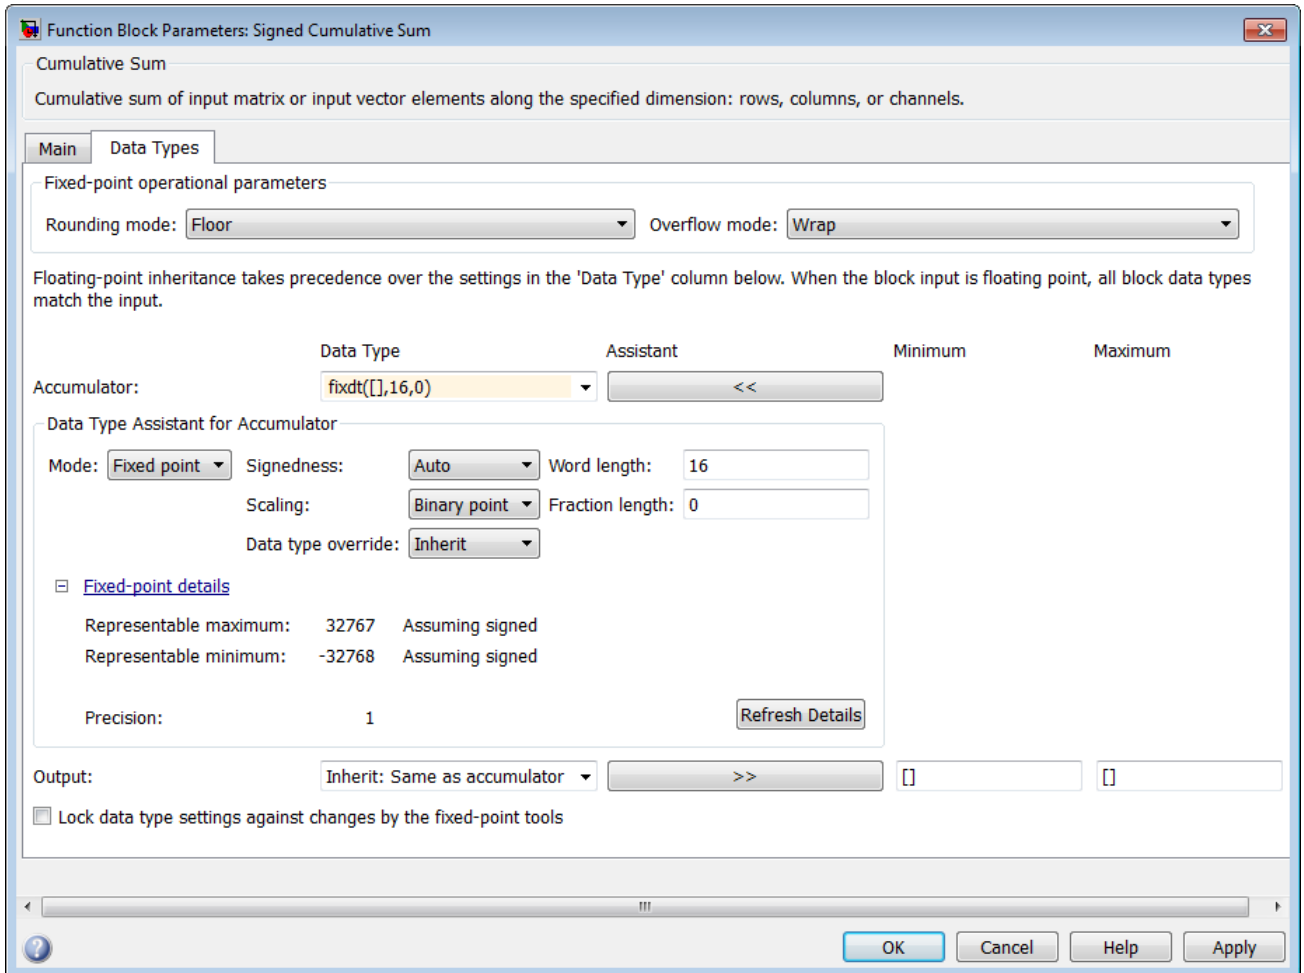 Function Block Parameters: Signed Cumulative Sum
Cumulative Sum
Cumulative sum of input matrix or input vector elements along the specified dimension: rows, columns, or channels.
Main Data Types
Fixed-point operational parameters
Rounding mode: Floor Overflow mode: Wrap
Floating-point inheritance takes precedence over the settings in the 'Data Type' column below. When the block input is floating point, all block data types
match the input.
Data Type Assistant Minimum Maximum
Accumulator: fixdt([],16,0) <<
Data Type Assistant for Accumulator
Mode: Fixed point Signedness: Auto Word length: 16
Scaling: Binary point Fraction length: 0
Data type override: Inherit
Fixed-point details
Representable maximum: 32767 Assuming signed
Representable minimum: -32768 Assuming signed
Precision: 1 Refresh Details
Output: Inherit: Same as accumulator >> [] []
Lock data type settings against changes by the fixed-point tools
? OK Cancel Help Apply